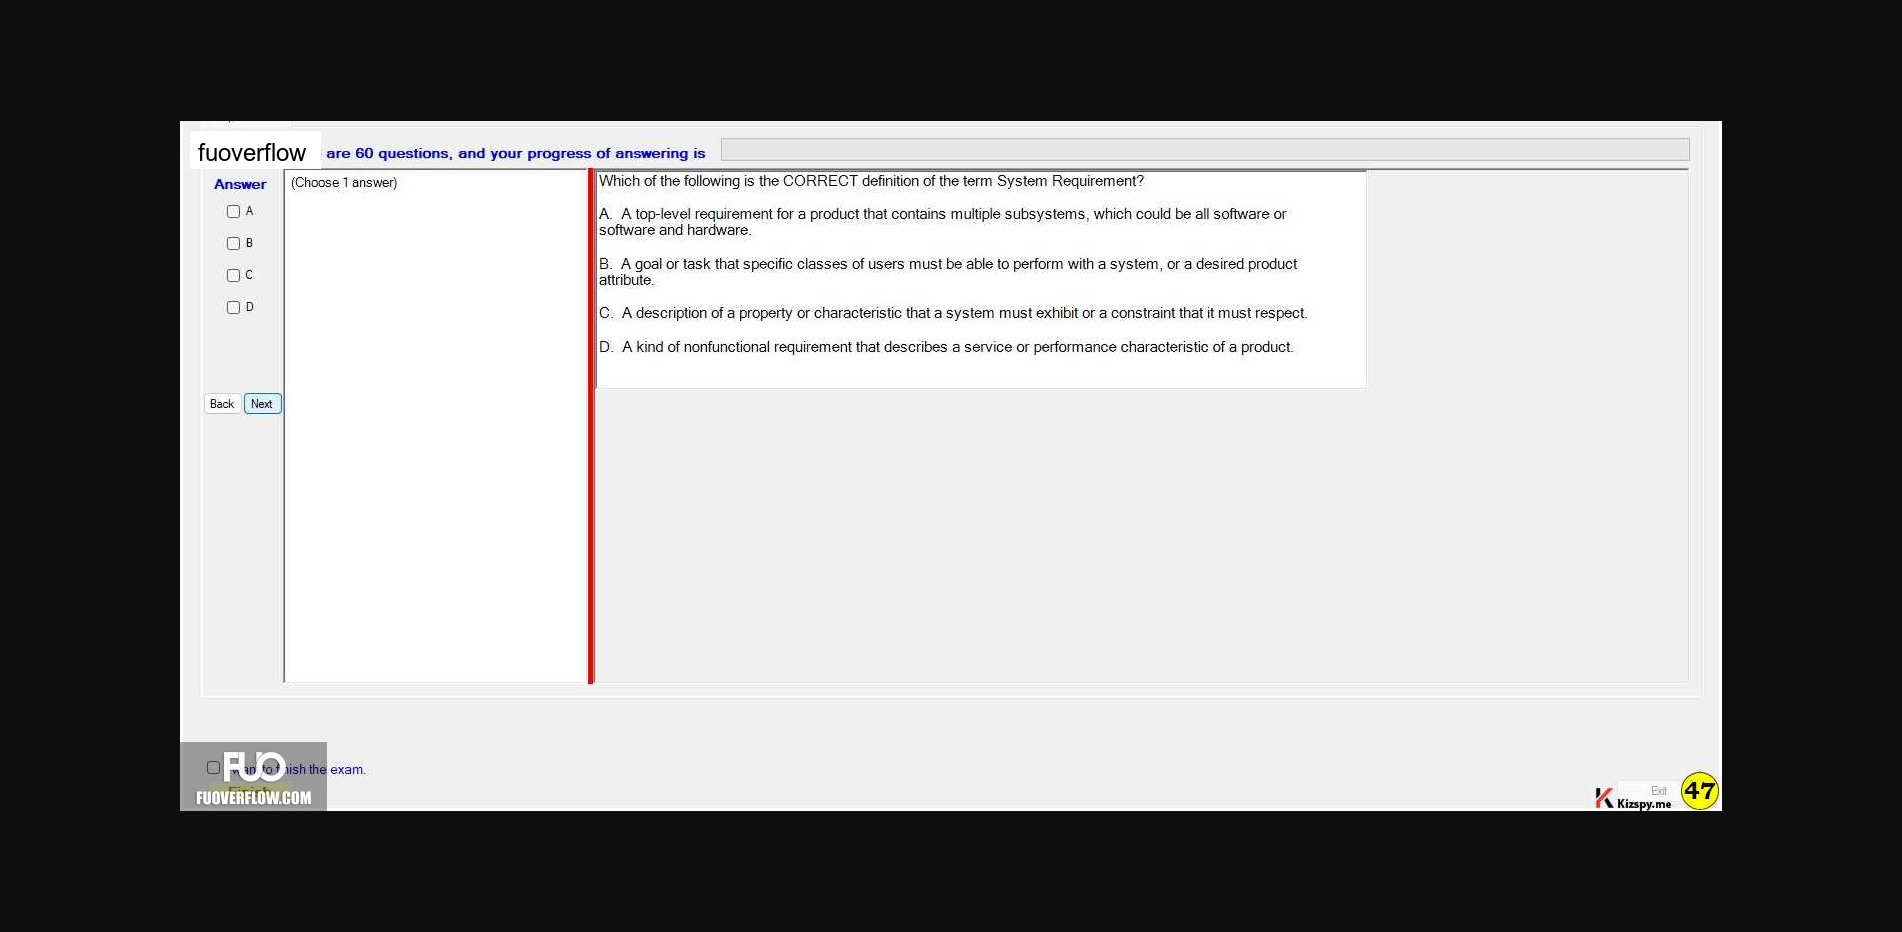 fuoverflow are 60 questions, and your progress of answering is
Answer
(Choose 1 answer)
A
B
C
D
Back Next
Which of the following is the CORRECT definition of the term System Requirement?
A. A top-level requirement for a product that contains multiple subsystems, which could be all software or
software and hardware.
B. A goal or task that specific classes of users must be able to perform with a system, or a desired product
attribute.
C. A description of a property or characteristic that a system must exhibit or a constraint that it must respect.
D. A kind of nonfunctional requirement that describes a service or performance characteristic of a product.
FUO
the exam.
FUOVERFLOW.COM
Exit
Kizspy.me
47